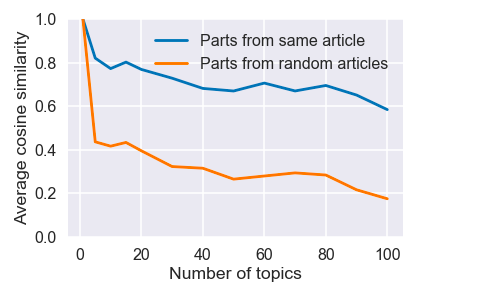 1.0
0.8
0.6
0.4
0.2
0.0
Average cosine similarity
Parts from same article
Parts from random articles
0 20 40 60 80 100
Number of topics